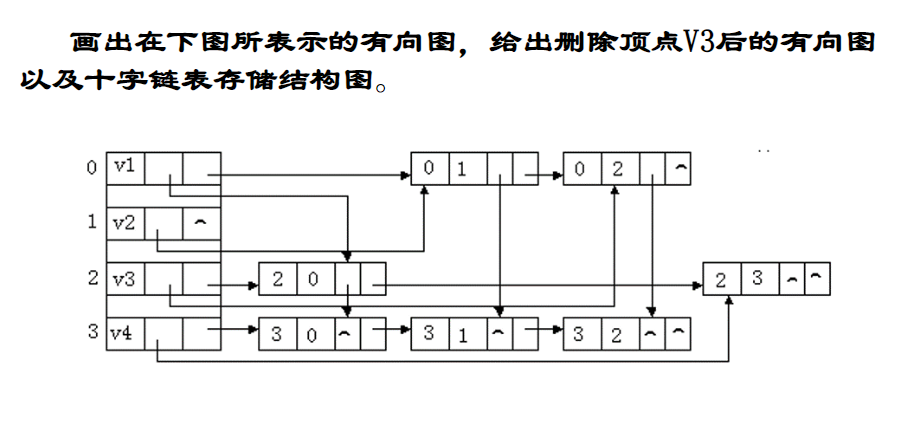 画出在下图所表示的有向图，给出删除顶点V3后的有向图
以及十字链表存储结构图。
0 v1 0 1 0 2 ^
1 v2 ^
2 v3 2 0 2 3 ^ ^
3 v4 3 0 ^ 3 1 ^ 3 2 ^ ^